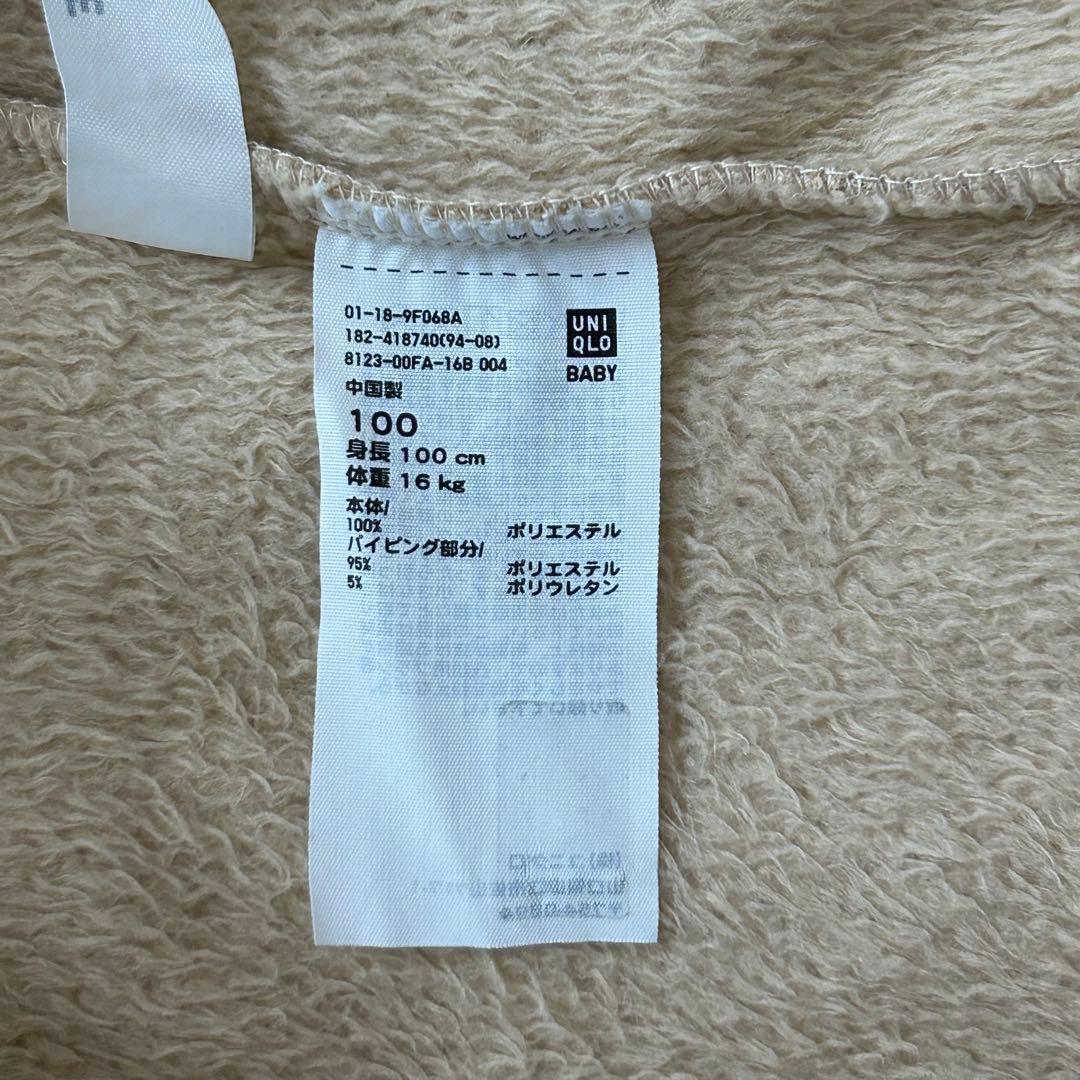 01-18-9F068A
182-418740(94-08)
8123-00FA-16B 004
UNI
QLO
BABY
中国製
100
身長 100 cm
体重 16 kg
本体/
100% ポリエステル
パイピング部分/
95% ポリエステル
5% ポリウレタン